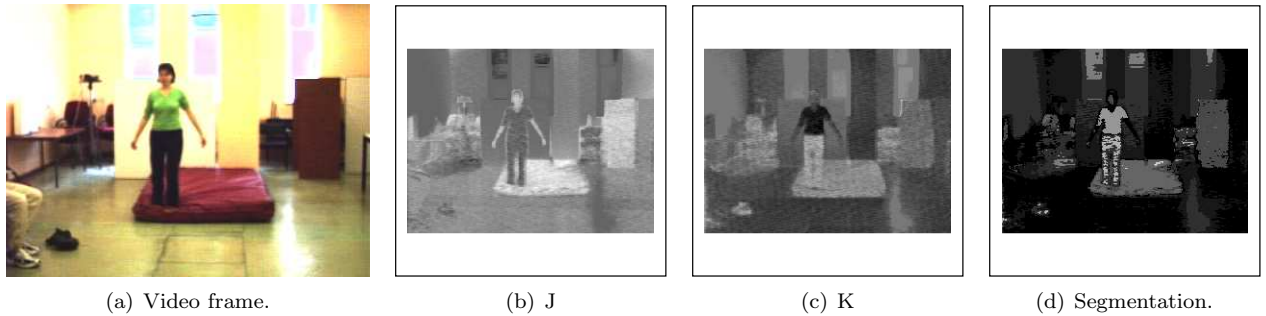 (a) Video frame.
(b) J
(c) K
(d) Segmentation.